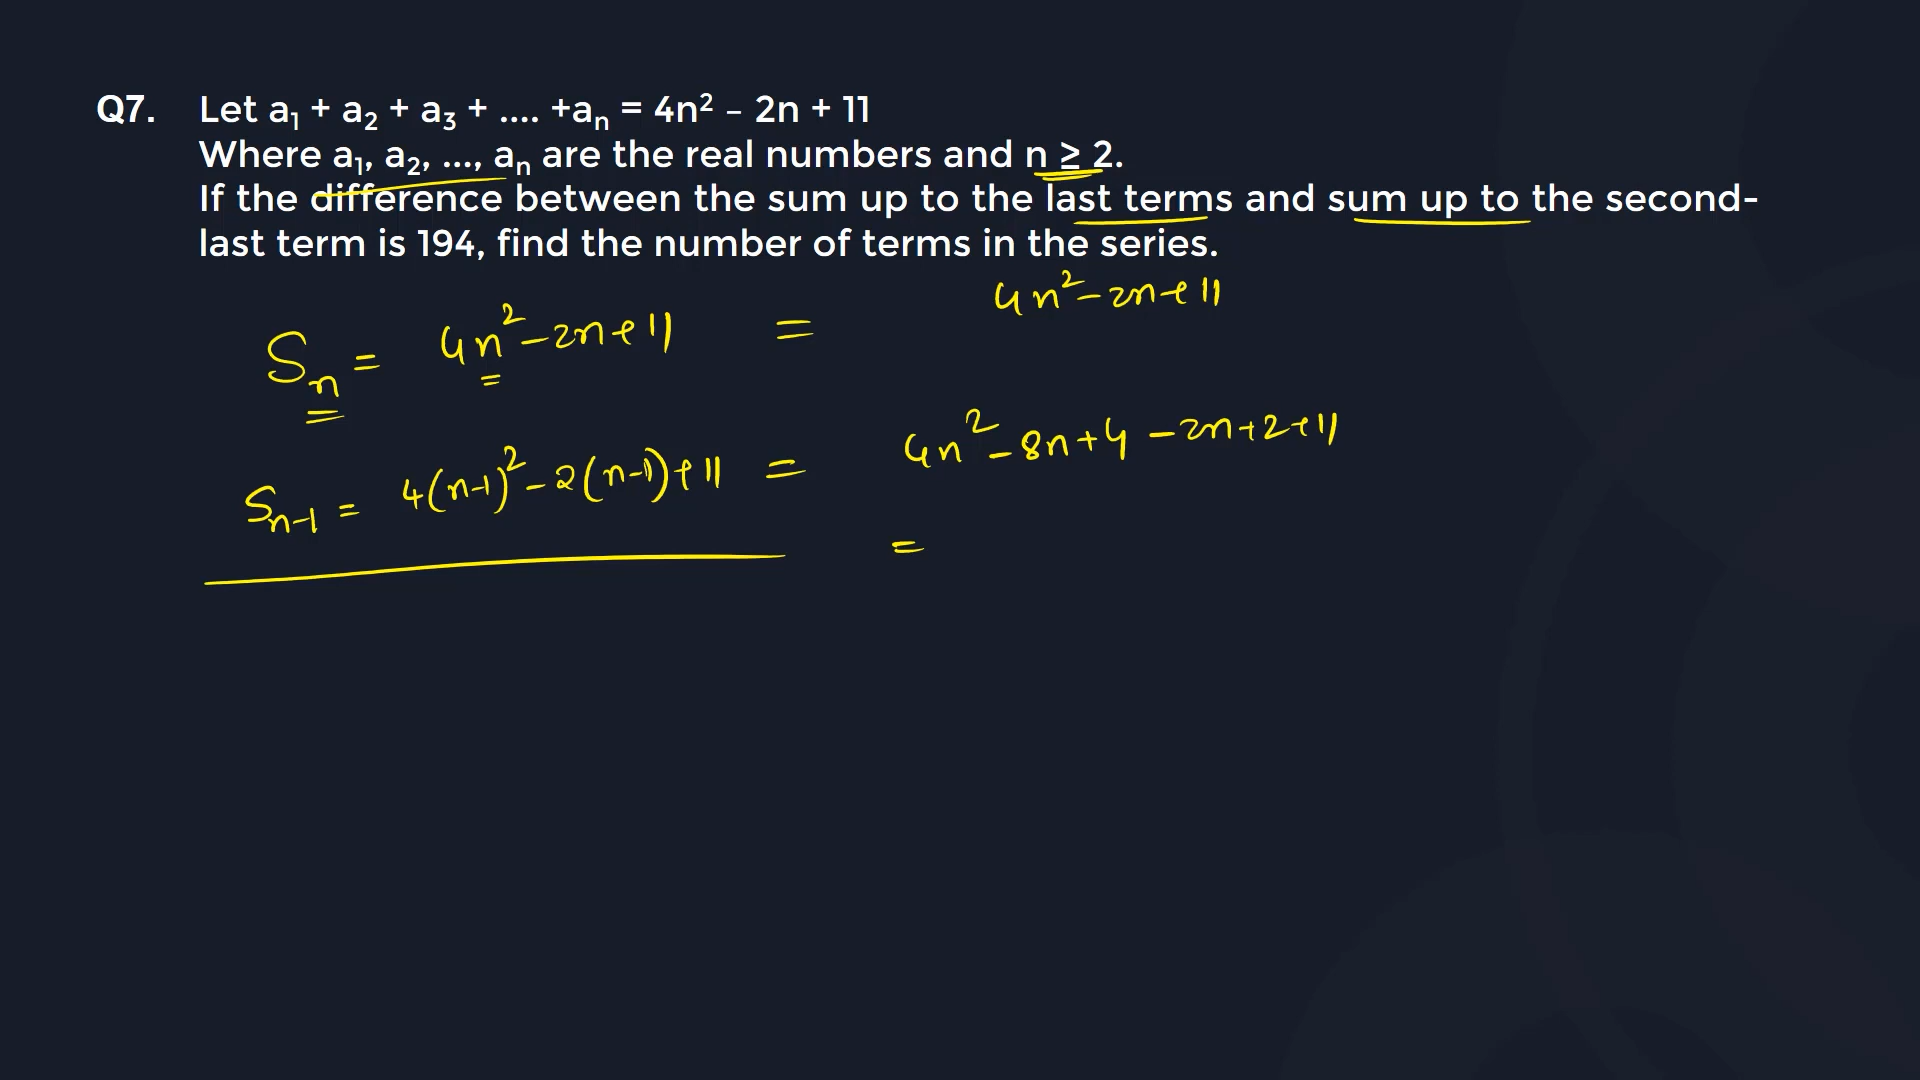 Q7. Let a₁ + a₂ + a₃ + .... +aₙ = 4n² – 2n + 11
Where a₁, a₂, ..., aₙ are the real numbers and n ≥ 2.
If the difference between the sum up to the last terms and sum up to the second-
last term is 194, find the number of terms in the series.
Sₙ = 4n² - 2n + 11 = 4n² - 2n + 11
Sₙ₋₁ = 4(n-1)² - 2(n-1) + 11 = 4n² - 8n + 4 - 2n + 2 + 11
=